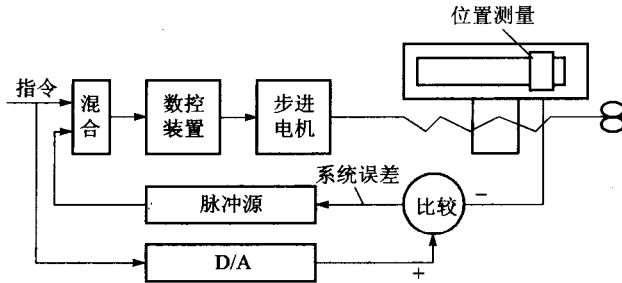 位置测量
指令
混合
数控装置
步进电机
系统误差
脉冲源
比较
−
D/A
+